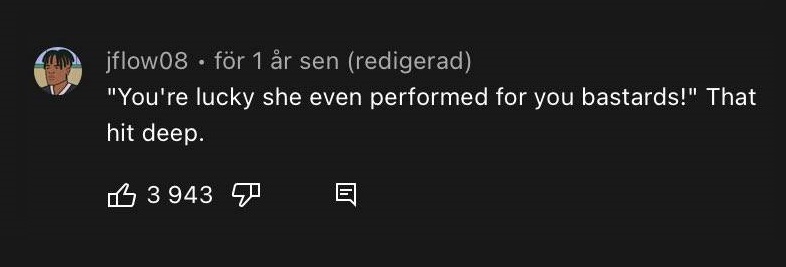 jflow08 • för 1 år sen (redigerad)
"You're lucky she even performed for you bastards!" That
hit deep.
3 943